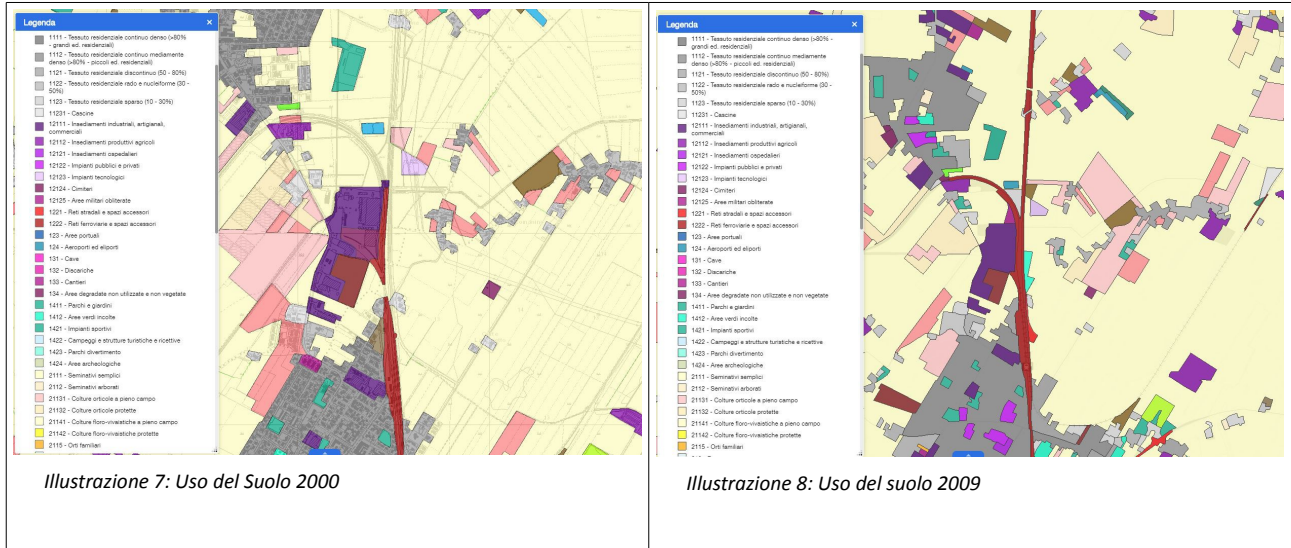 Legenda ×
1111 - Tessuto residenziale continuo denso (>80%
- grandi ed. residenziali)
1112 - Tessuto residenziale continuo mediamente
denso (>80% - piccoli ed. residenziali)
1121 - Tessuto residenziale discontinuo (50 - 80%)
1122 - Tessuto residenziale rado e nucleiforme (30 -
50%)
1123 - Tessuto residenziale sparso (10 - 30%)
11231 - Cascine
12111 - Insediamenti industriali, artigianali,
commerciali
12112 - Insediamenti produttivi agricoli
12121 - Insediamenti ospedalieri
12122 - Impianti pubblici e privati
12123 - Impianti tecnologici
12124 - Cimiteri
12125 - Aree militari obliterate
1221 - Reti stradali e spazi accessori
1222 - Reti ferroviarie e spazi accessori
123 - Aree portuali
124 - Aeroporti ed eliporti
131 - Cave
132 - Discariche
133 - Cantieri
134 - Aree degradate non utilizzate e non vegetate
1411 - Parchi e giardini
1412 - Aree verdi incolte
1421 - Impianti sportivi
1422 - Campeggi e strutture turistiche e ricettive
1423 - Parchi divertimento
1424 - Aree archeologiche
2111 - Seminativi semplici
2112 - Seminativi arborati
21131 - Colture orticole a pieno campo
21132 - Colture orticole protette
21141 - Colture floro-vivaistiche a pieno campo
21142 - Colture floro-vivaistiche protette
2115 - Orti familiari
Illustrazione 7: Uso del Suolo 2000
Legenda ×
1111 - Tessuto residenziale continuo denso (>80% -
grandi ed. residenziali)
1112 - Tessuto residenziale continuo mediamente
denso (>80% - piccoli ed. residenziali)
1121 - Tessuto residenziale discontinuo (50 - 80%)
1122 - Tessuto residenziale rado e nucleiforme (30 -
50%)
1123 - Tessuto residenziale sparso (10 - 30%)
11231 - Cascine
12111 - Insediamenti industriali, artigianali,
commerciali
12112 - Insediamenti produttivi agricoli
12121 - Insediamenti ospedalieri
12122 - Impianti pubblici e privati
12123 - Impianti tecnologici
12124 - Cimiteri
12125 - Aree militari obliterate
1221 - Reti stradali e spazi accessori
1222 - Reti ferroviarie e spazi accessori
123 - Aree portuali
124 - Aeroporti ed eliporti
131 - Cave
132 - Discariche
133 - Cantieri
134 - Aree degradate non utilizzate e non vegetate
1411 - Parchi e giardini
1412 - Aree verdi incolte
1421 - Impianti sportivi
1422 - Campeggi e strutture turistiche e ricettive
1423 - Parchi divertimento
1424 - Aree archeologiche
2111 - Seminativi semplici
2112 - Seminativi arborati
21131 - Colture orticole a pieno campo
21132 - Colture orticole protette
21141 - Colture floro-vivaistiche a pieno campo
21142 - Colture floro-vivaistiche protette
2115 - Orti familiari
Illustrazione 8: Uso del suolo 2009